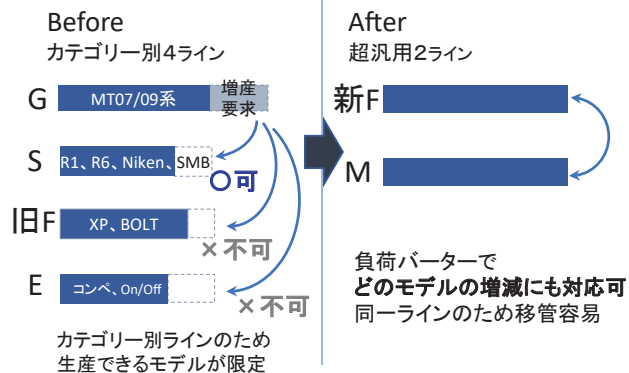 Before
カテゴリー別4ライン
G
MT07/09系
増産
要求
S
R1、R6、Niken、SMB
〇可
旧F
XP、BOLT
×不可
E
コンペ、On/Off
×不可
カテゴリー別ラインのため
生産できるモデルが限定
After
超汎用2ライン
新F
M
負荷バーターで
どのモデルの増減にも対応可
同一ラインのため移管容易